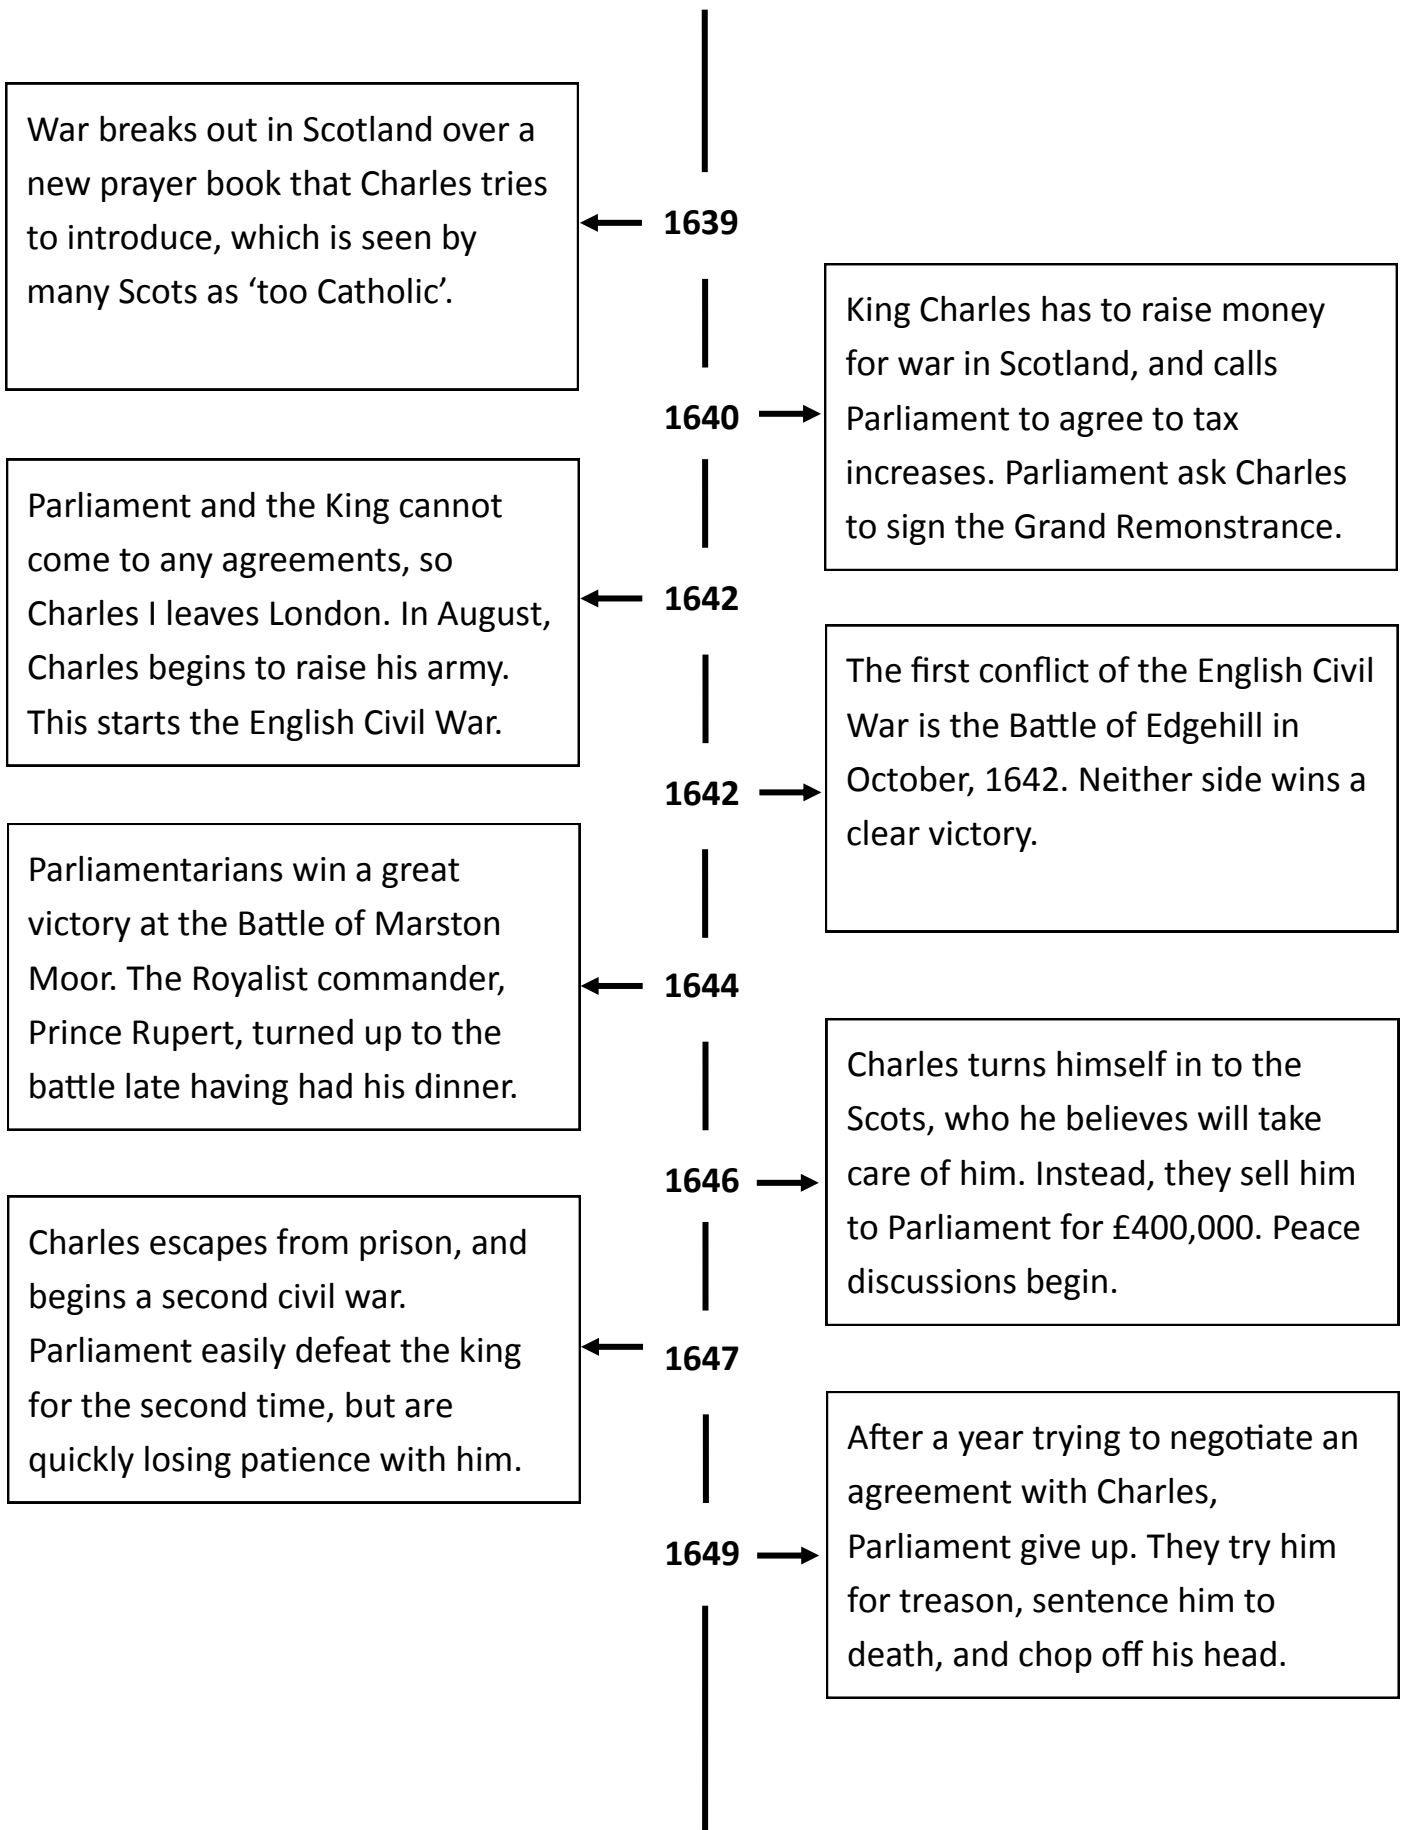 War breaks out in Scotland over a
new prayer book that Charles tries
to introduce, which is seen by
many Scots as ‘too Catholic’.
1639
King Charles has to raise money
for war in Scotland, and calls
Parliament to agree to tax
increases. Parliament ask Charles
to sign the Grand Remonstrance.
1640
Parliament and the King cannot
come to any agreements, so
Charles I leaves London. In August,
Charles begins to raise his army.
This starts the English Civil War.
1642
The first conflict of the English Civil
War is the Battle of Edgehill in
October, 1642. Neither side wins a
clear victory.
1642
Parliamentarians win a great
victory at the Battle of Marston
Moor. The Royalist commander,
Prince Rupert, turned up to the
battle late having had his dinner.
1644
Charles turns himself in to the
Scots, who he believes will take
care of him. Instead, they sell him
to Parliament for £400,000. Peace
discussions begin.
1646
Charles escapes from prison, and
begins a second civil war.
Parliament easily defeat the king
for the second time, but are
quickly losing patience with him.
1647
After a year trying to negotiate an
agreement with Charles,
Parliament give up. They try him
for treason, sentence him to
death, and chop off his head.
1649